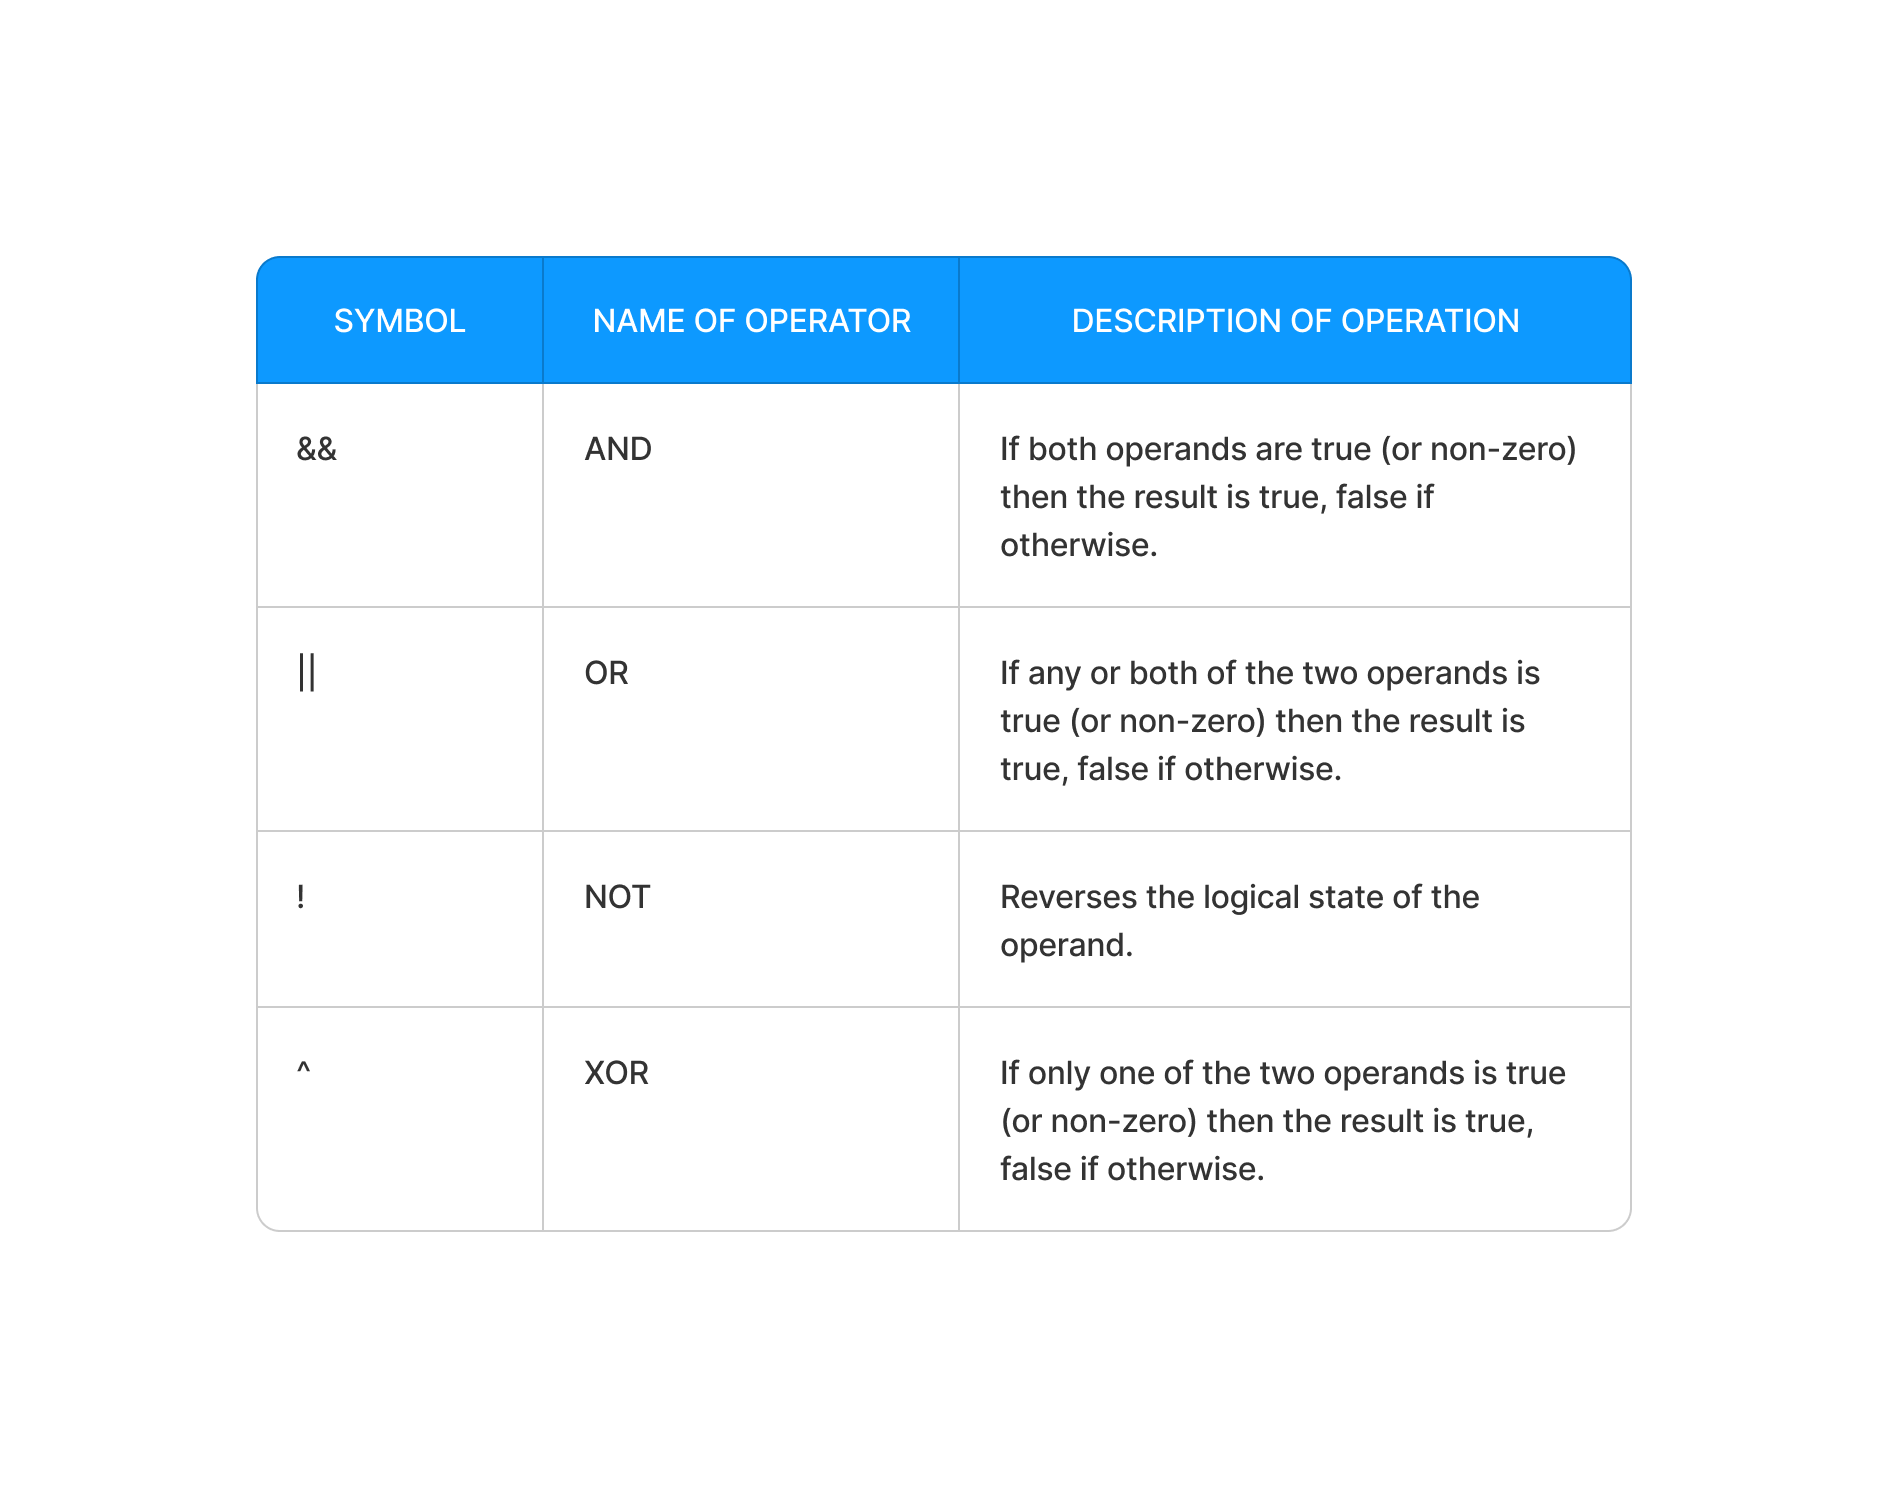 SYMBOL
NAME OF OPERATOR
DESCRIPTION OF OPERATION
&&
AND
If both operands are true (or non-zero)
then the result is true, false if
otherwise.
||
OR
If any or both of the two operands is
true (or non-zero) then the result is
true, false if otherwise.
!
NOT
Reverses the logical state of the
operand.
^
XOR
If only one of the two operands is true
(or non-zero) then the result is true,
false if otherwise.